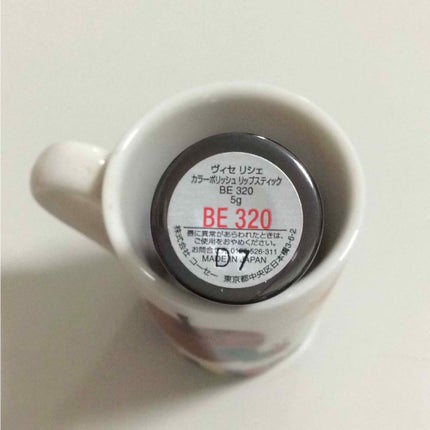 ヴィセ リシェ
カラーポリッシュ リップスティック
BE 320
5g
BE 320
唇に異常があらわれたときは、
ご使用をおやめください。
MADE IN JAPAN
D7
株式会社 コーセー 東京都中央区日本橋3-6-2